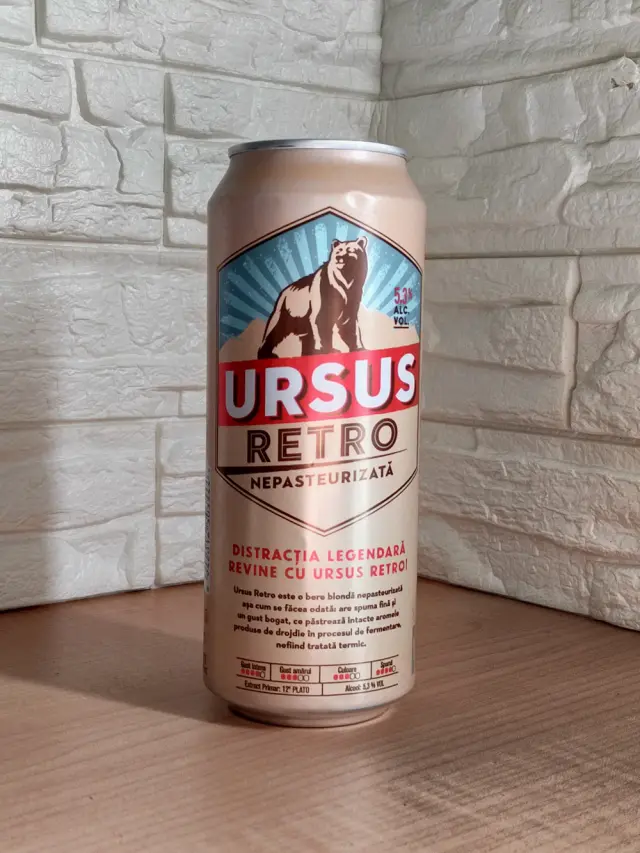 5.3%
ALC.
VOL.
URSUS
RETRO
NEPASTEURIZATĂ
DISTRACȚIA LEGENDARĂ
REVINE CU URSUS RETRO!
Ursus Retro este o bere blondă nepasteurizată
așa cum se făcea odată: are spuma fină și
un gust bogat, ce păstrează intacte aromele
produse de drojdie în procesul de fermentare,
nefiind tratată termic.
Gust intens Gust amărui Culoare Spumă
Extract Primar: 12° PLATO Alcool: 5,3 % VOL